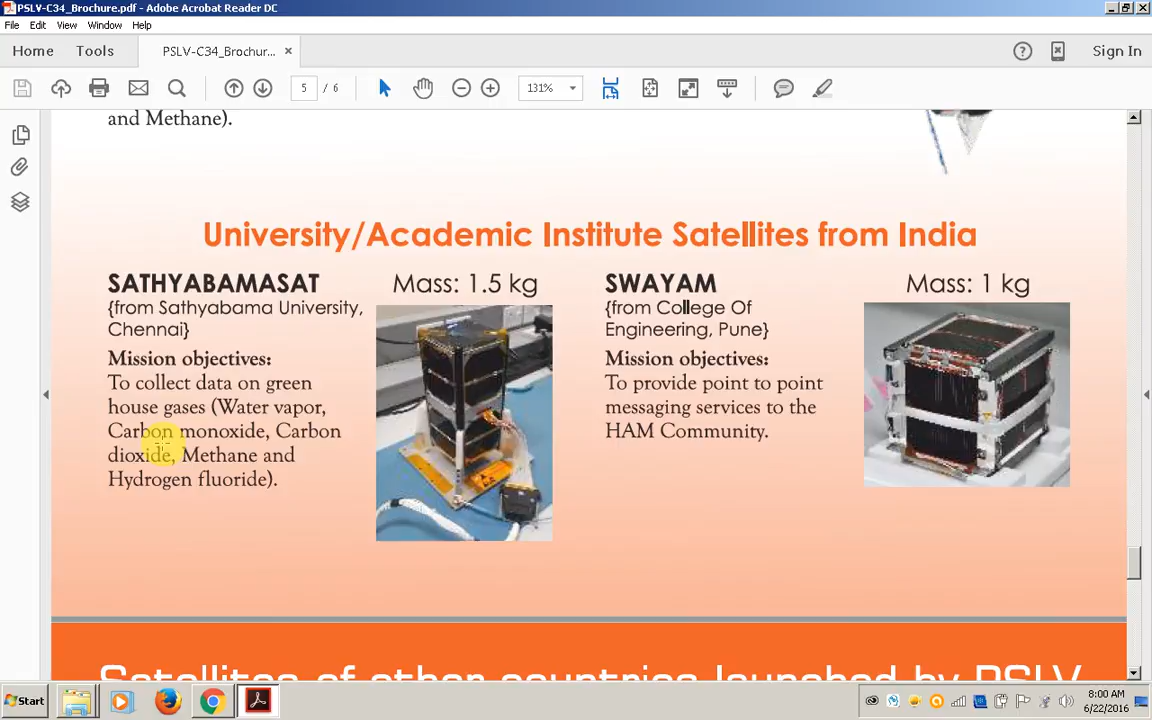 PSLV-C34_Brochure.pdf - Adobe Acrobat Reader DC
File Edit View Window Help
Home Tools PSLV-C34_Brochur... × Sign In
5 / 6 131%
and Methane).
University/Academic Institute Satellites from India
SATHYABAMASAT Mass: 1.5 kg
{from Sathyabama University,
Chennai}
Mission objectives:
To collect data on green
house gases (Water vapor,
Carbon monoxide, Carbon
dioxide, Methane and
Hydrogen fluoride).
SWAYAM Mass: 1 kg
{from College Of
Engineering, Pune}
Mission objectives:
To provide point to point
messaging services to the
HAM Community.
Satellites of other countries launched by PSLV
Start
8:00 AM
6/22/2016